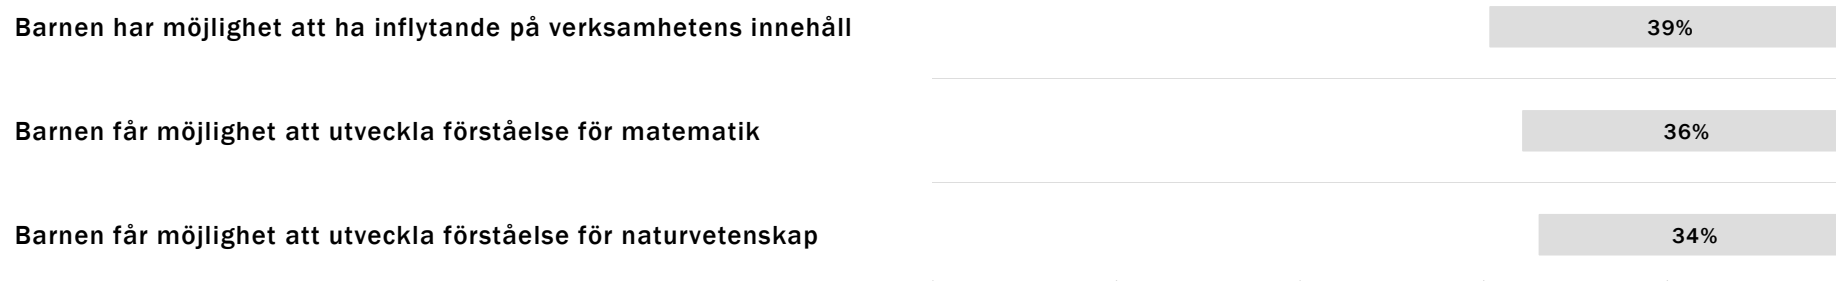 Barnen har möjlighet att ha inflytande på verksamhetens innehåll 39%
Barnen får möjlighet att utveckla förståelse för matematik 36%
Barnen får möjlighet att utveckla förståelse för naturvetenskap 34%